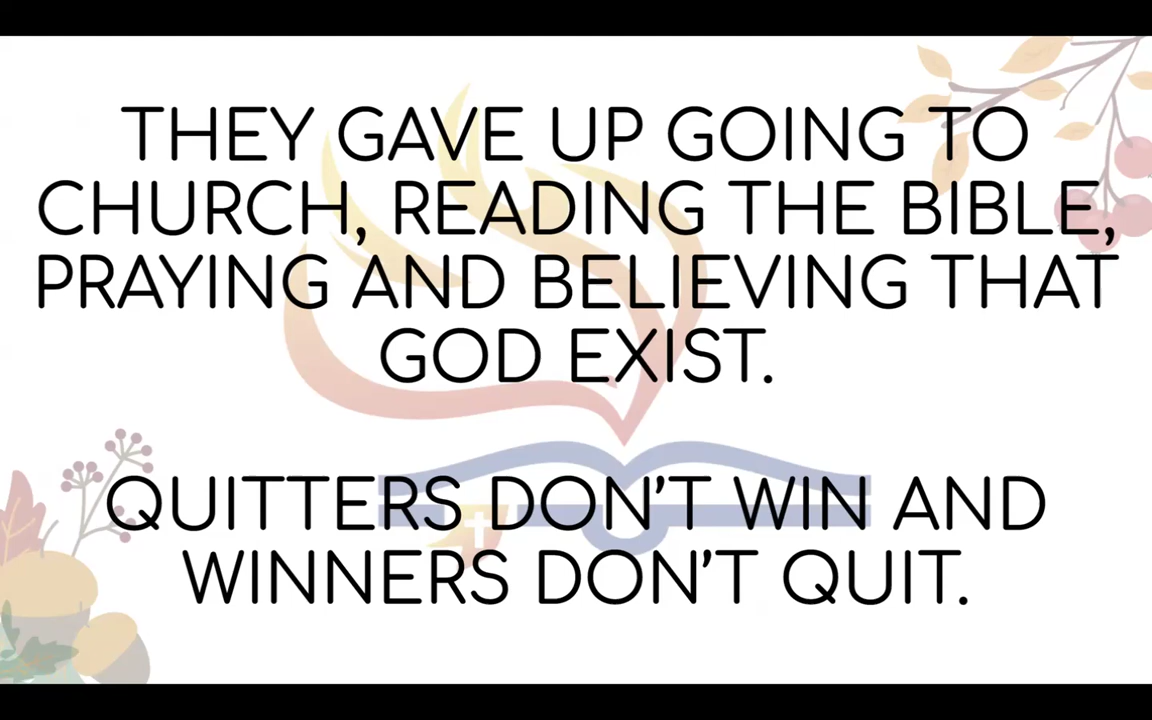 THEY GAVE UP GOING TO
CHURCH, READING THE BIBLE,
PRAYING AND BELIEVING THAT
GOD EXIST.
QUITTERS DON'T WIN AND
WINNERS DON'T QUIT.